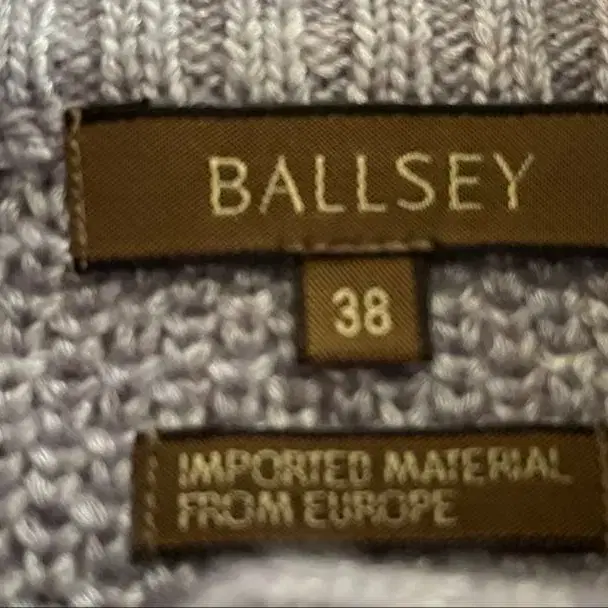 BALLSEY
38
IMPORTED MATERIAL
FROM EUROPE